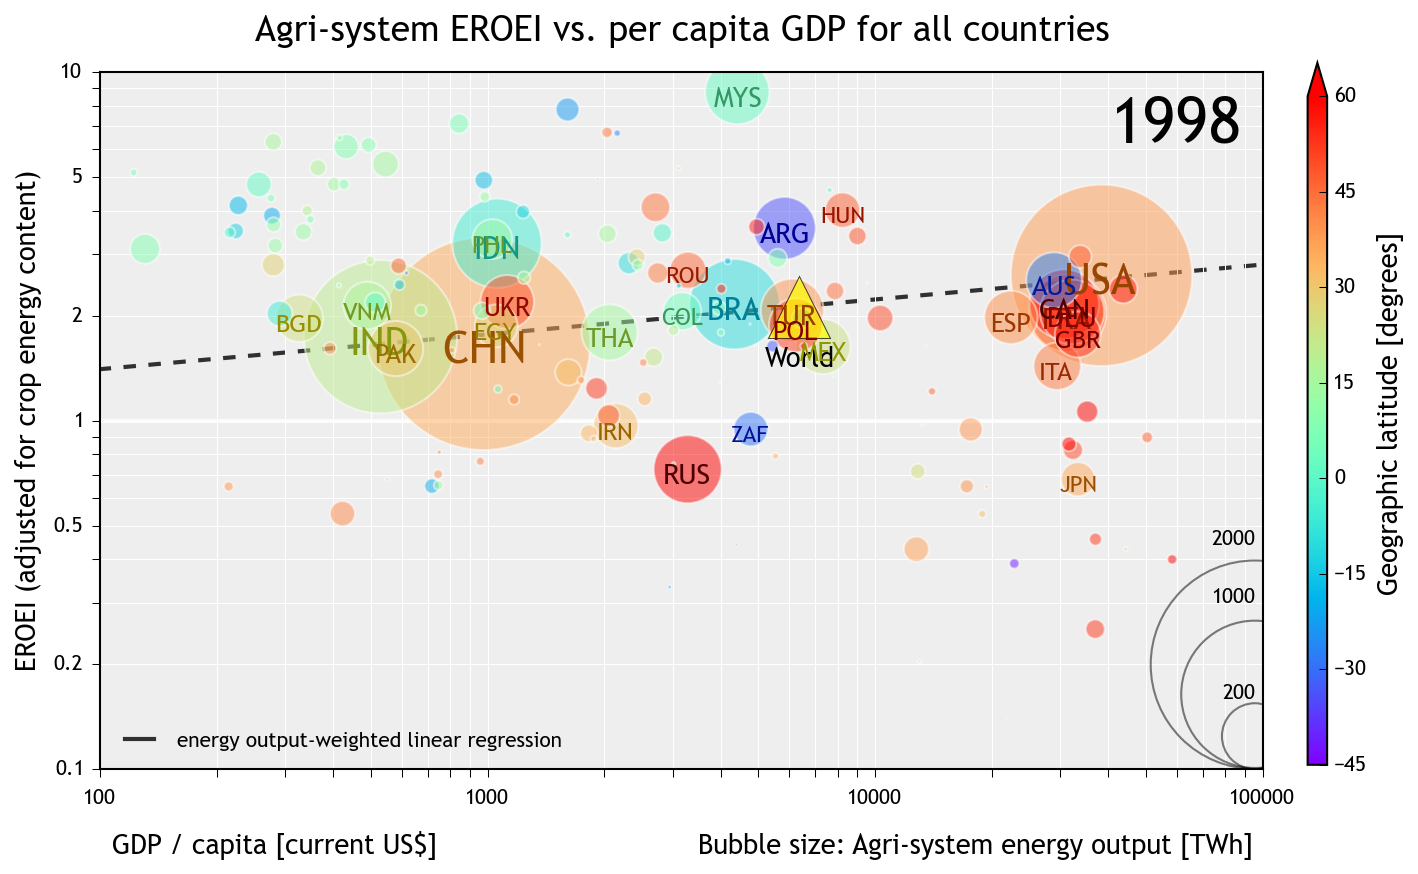 Agri-system EROEI vs. per capita GDP for all countries
1998
EROEI (adjusted for crop energy content)
10
5
2
1
0.5
0.2
0.1
MYS
HUN
ARG
PHL
IDN
ROU
USA
AUS
UKR
BRA
CAN
VNM
COL
TUR
BGD
EGY
POL
ESP
IND
CHN
THA
GBR
PAK
World
MEX
ITA
IRN
ZAF
RUS
JPN
2000
1000
200
energy output-weighted linear regression
100
1000
10000
100000
GDP / capita [current US$]
Bubble size: Agri-system energy output [TWh]
60
45
30
15
0
−15
−30
−45
Geographic latitude [degrees]